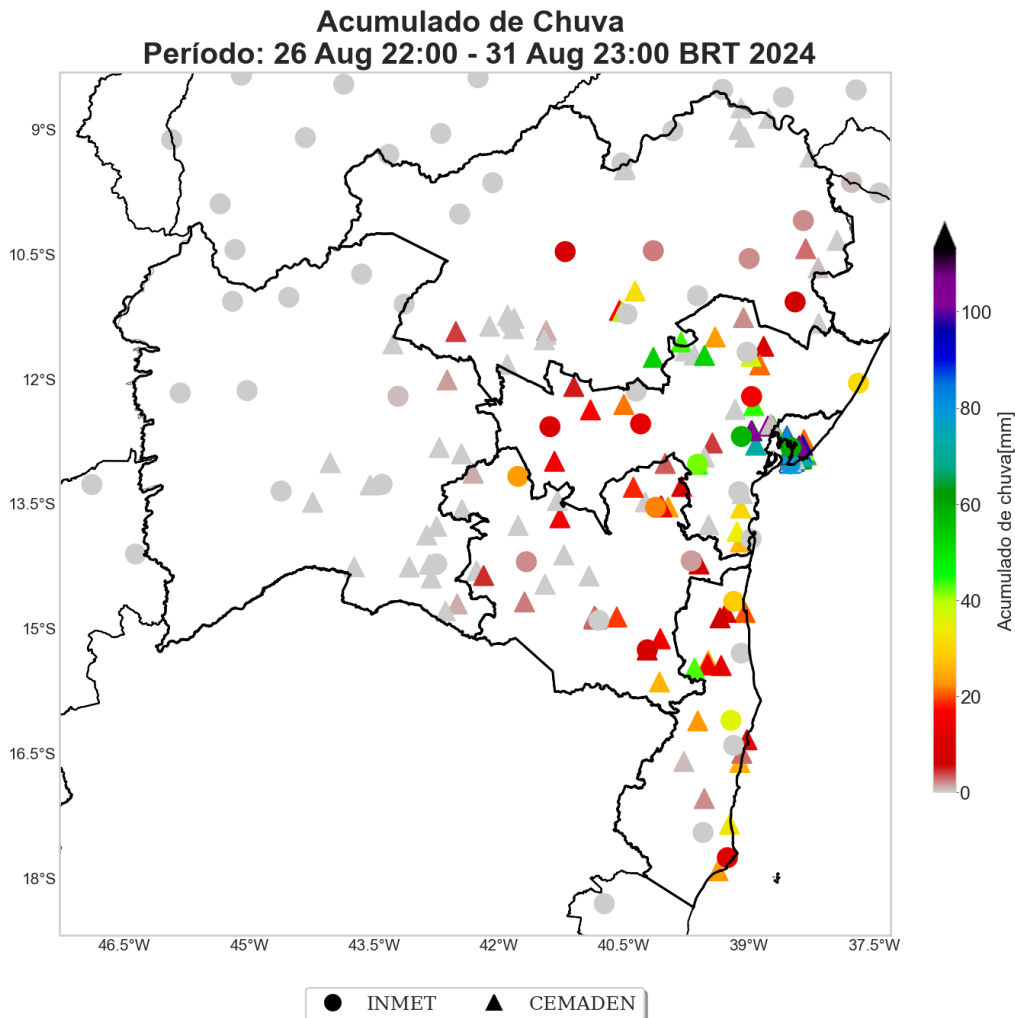 Acumulado de Chuva
Período: 26 Aug 22:00 - 31 Aug 23:00 BRT 2024
9°S
10.5°S
12°S
13.5°S
15°S
16.5°S
18°S
46.5°W
45°W
43.5°W
42°W
40.5°W
39°W
37.5°W
100
80
60
40
20
0
Acumulado de chuva[mm]
INMET
CEMADEN